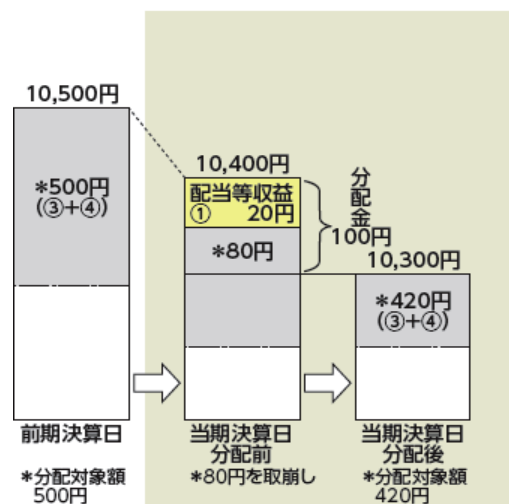 10,500円
*500円
(③+④)
前期決算日
*分配対象額
500円
10,400円
配当等収益
① 20円
*80円
分配金
100円
当期決算日
分配前
*80円を取崩し
10,300円
*420円
(③+④)
当期決算日
分配後
*分配対象額
420円